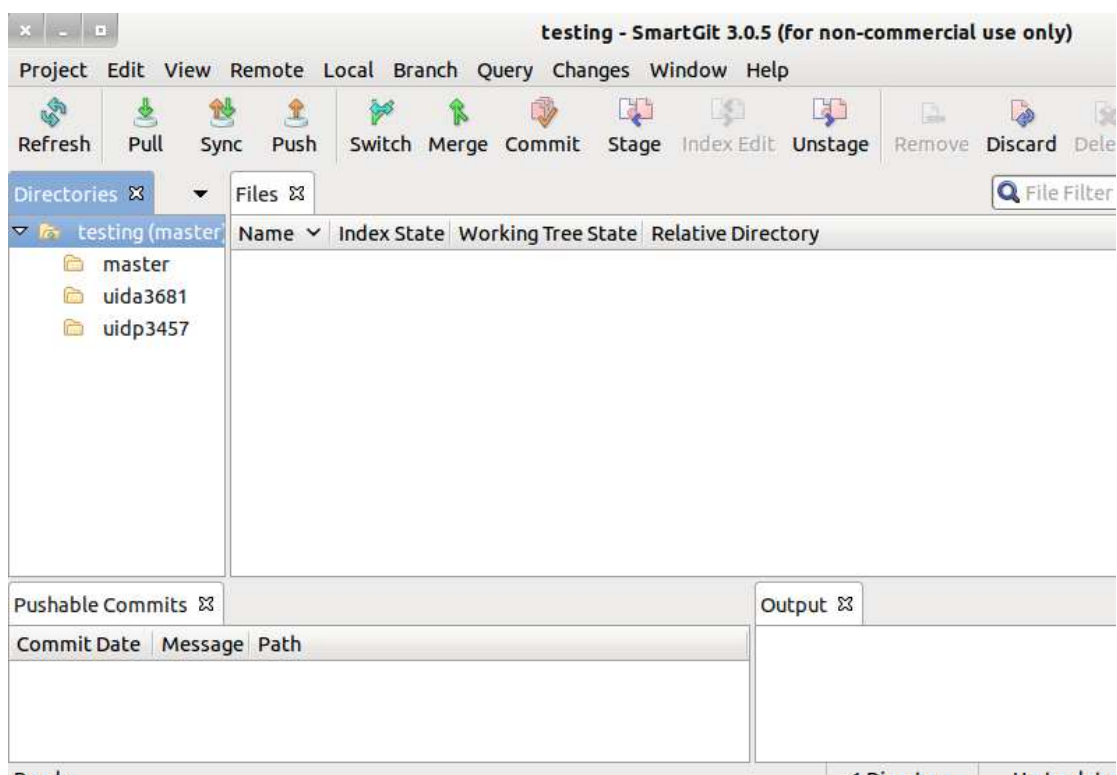 testing - SmartGit 3.0.5 (for non-commercial use only)
Project Edit View Remote Local Branch Query Changes Window Help
Refresh Pull Sync Push Switch Merge Commit Stage Index Edit Unstage Remove Discard Dele
Directories Files File Filter
testing (master) Name Index State Working Tree State Relative Directory
master
uida3681
uidp3457
Pushable Commits Output
Commit Date Message Path